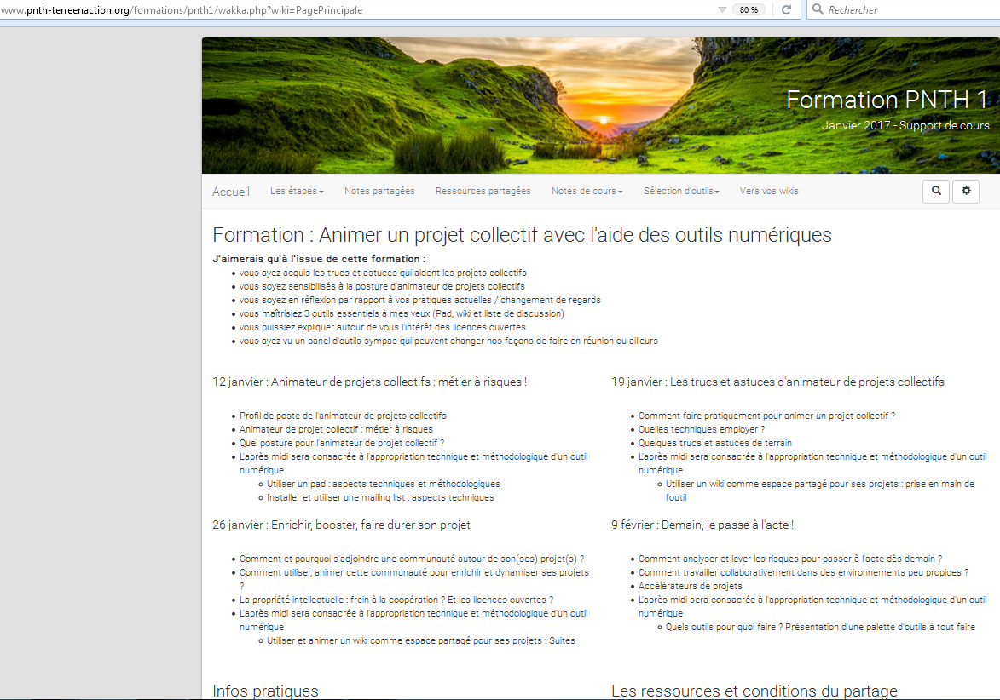 www.pnth-terreenaction.org/formations/pnth1/wakka.php?wiki=PagePrincipale
80 %
Rechercher
Formation PNTH 1
Janvier 2017 - Support de cours
Accueil
Les étapes
Notes partagées
Ressources partagées
Notes de cours
Sélection d'outils
Vers vos wikis
Formation : Animer un projet collectif avec l'aide des outils numériques
J'aimerais qu'à l'issue de cette formation :
vous ayez acquis les trucs et astuces qui aident les projets collectifs
vous soyez sensibilisés à la posture d'animateur de projets collectifs
vous soyez en réflexion par rapport à vos pratiques actuelles / changement de regards
vous maîtrisiez 3 outils essentiels à mes yeux (Pad, wiki et liste de discussion)
vous puissiez expliquer autour de vous l'intérêt des licences ouvertes
vous ayez vu un panel d'outils sympas qui peuvent changer nos façons de faire en réunion ou ailleurs
12 janvier : Animateur de projets collectifs : métier à risques !
Profil de poste de l'animateur de projets collectifs
Animateur de projet collectif : métier à risques
Quel posture pour l'animateur de projet collectif ?
L'après midi sera consacrée à l'appropriation technique et méthodologique d'un outil
numérique
Utiliser un pad : aspects techniques et méthodologiques
Installer et utiliser une mailing list : aspects techniques
19 janvier : Les trucs et astuces d'animateur de projets collectifs
Comment faire pratiquement pour animer un projet collectif ?
Quelles techniques employer ?
Quelques trucs et astuces de terrain
L'après midi sera consacrée à l'appropriation technique et méthodologique d'un outil
numérique
Utiliser un wiki comme espace partagé pour ses projets : prise en main de
l'outil
26 janvier : Enrichir, booster, faire durer son projet
Comment et pourquoi s'adjoindre une communauté autour de son(ses) projet(s) ?
Comment utiliser, animer cette communauté pour enrichir et dynamiser ses projets
?
La propriété intellectuelle : frein à la coopération ? Et les licences ouvertes ?
L'après midi sera consacrée à l'appropriation technique et méthodologique d'un outil
numérique
Utiliser et animer un wiki comme espace partagé pour ses projets : Suites
9 février : Demain, je passe à l'acte !
Comment analyser et lever les risques pour passer à l'acte dès demain ?
Comment travailler collaborativement dans des environnements peu propices ?
Accélérateurs de projets
L'après midi sera consacrée à l'appropriation technique et méthodologique d'un outil
numérique
Quels outils pour quoi faire ? Présentation d'une palette d'outils à tout faire
Infos pratiques
Les ressources et conditions du partage